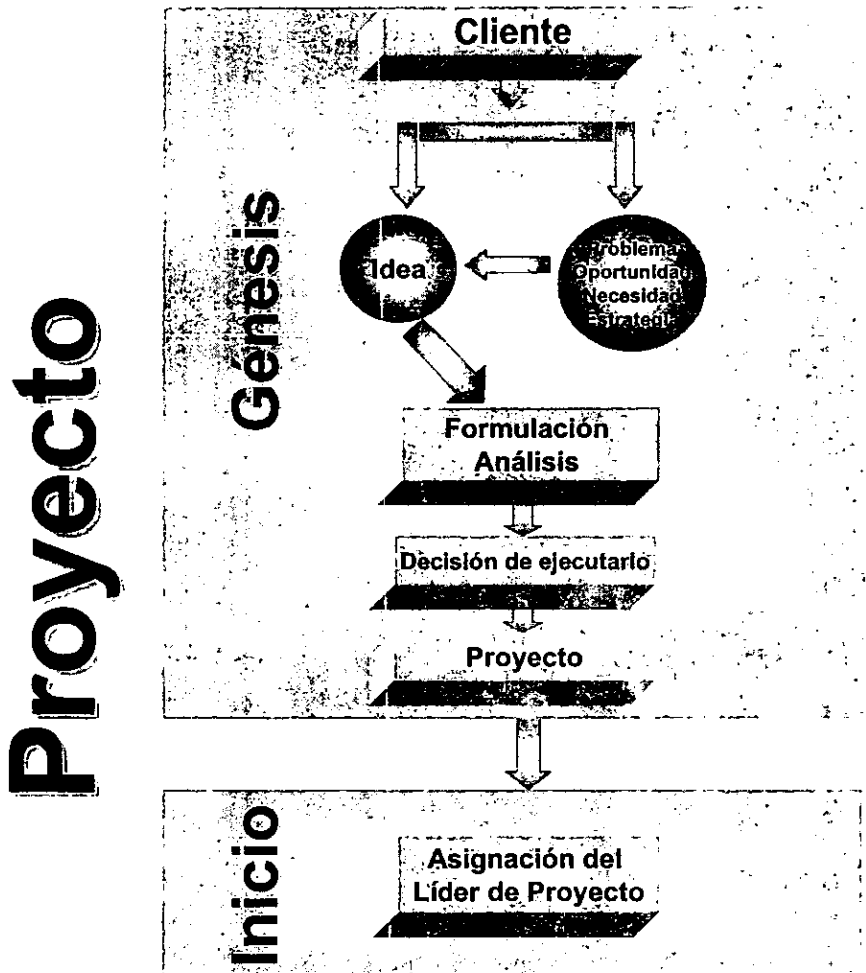 Proyecto
Génesis
Cliente
Idea
Problema
Oportunidad
Necesidad
Estrategia
Formulación
Análisis
Decisión de ejecutarlo
Proyecto
Inicio
Asignación del
Líder de Proyecto